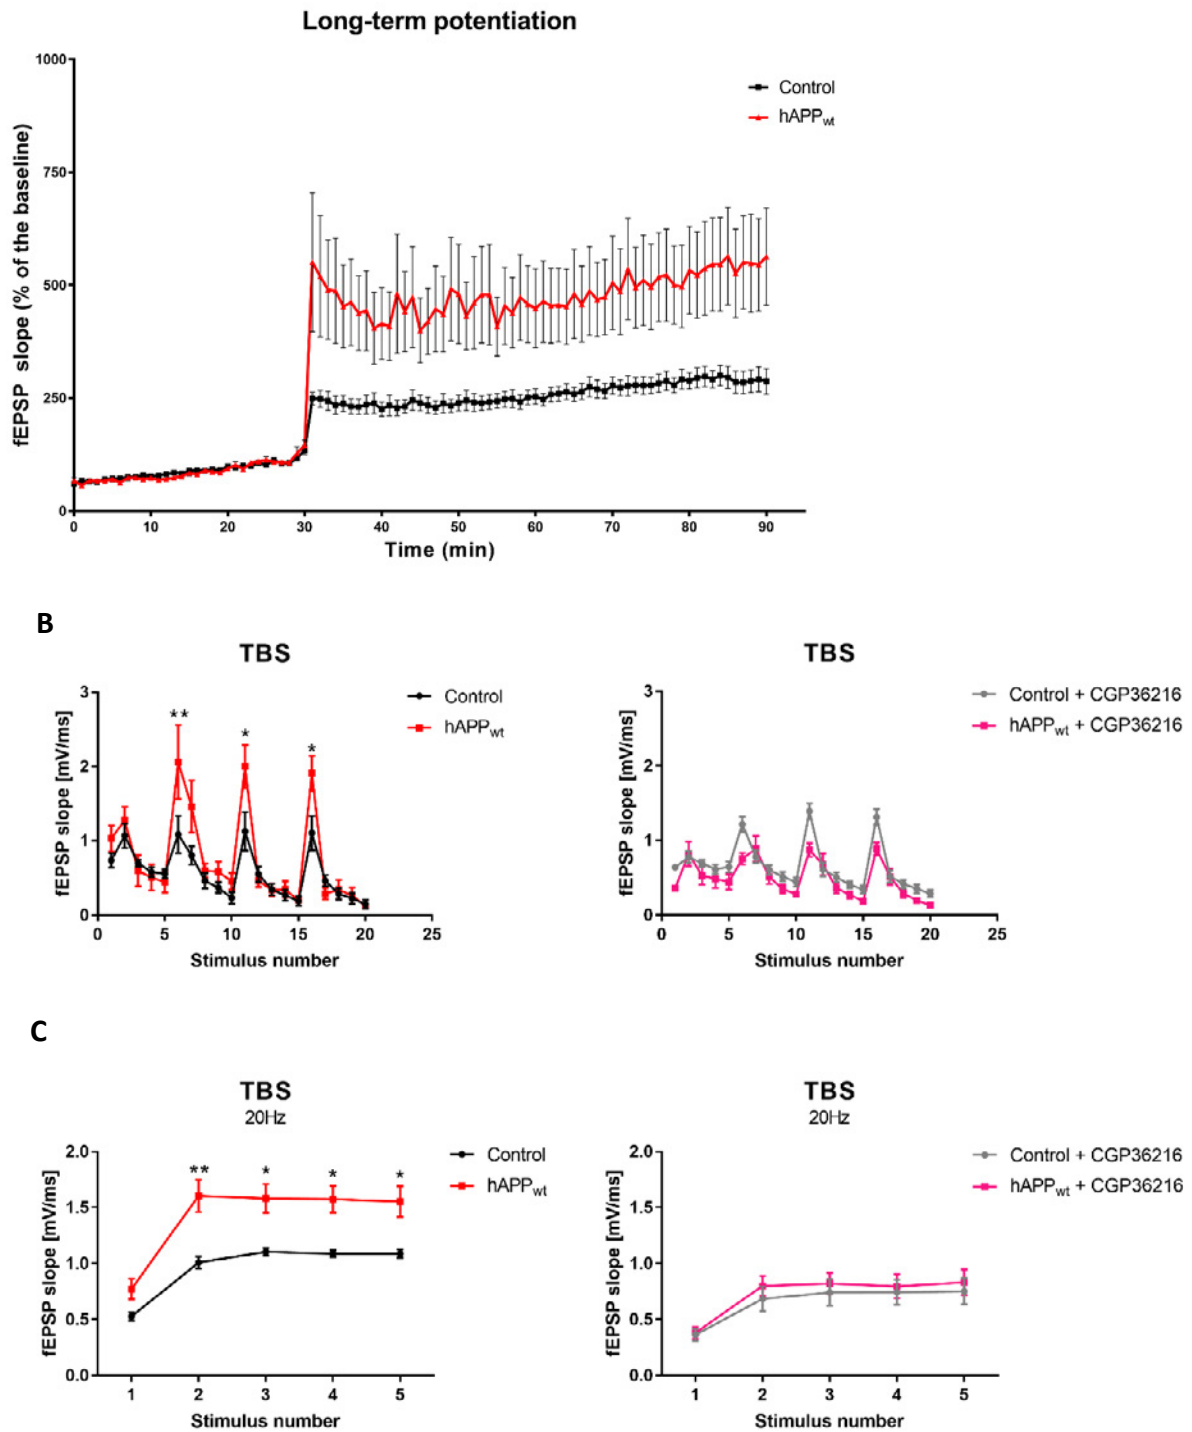 Long-term potentiation
1000
750
500
250
0
fEPSP slope (% of the baseline)
Control
hAPPwt
0 10 20 30 40 50 60 70 80 90
Time (min)
B
TBS
3
2
1
0
fEPSP slope [mV/ms]
** * *
Control
hAPPwt
0 5 10 15 20 25
Stimulus number
TBS
3
2
1
0
fEPSP slope [mV/ms]
Control + CGP36216
hAPPwt + CGP36216
0 5 10 15 20 25
Stimulus number
C
TBS
20Hz
2.0
1.5
1.0
0.5
0.0
fEPSP slope [mV/ms]
** * * *
Control
hAPPwt
1 2 3 4 5
Stimulus number
TBS
20Hz
2.0
1.5
1.0
0.5
0.0
fEPSP slope [mV/ms]
Control + CGP36216
hAPPwt + CGP36216
1 2 3 4 5
Stimulus number